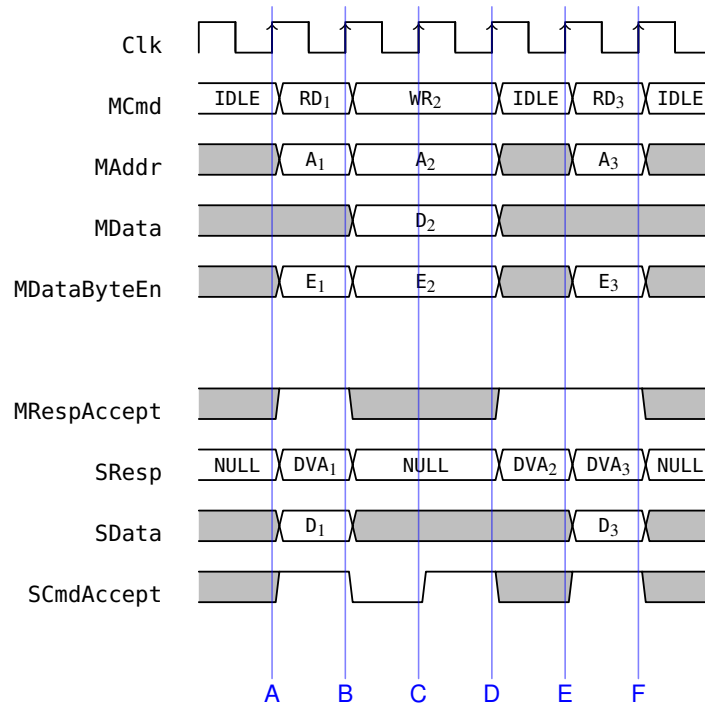 Clk
MCmd IDLE RD₁ WR₂ IDLE RD₃ IDLE
MAddr A₁ A₂ A₃
MData D₂
MDataByteEn E₁ E₂ E₃
MRespAccept
SResp NULL DVA₁ NULL DVA₂ DVA₃ NULL
SData D₁ D₃
SCmdAccept
A B C D E F